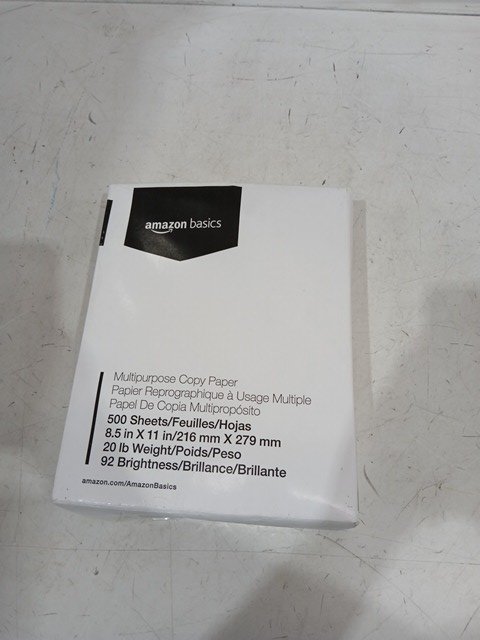 amazon basics
Multipurpose Copy Paper
Papier Reprographique à Usage Multiple
Papel De Copia Multipropósito
500 Sheets/Feuilles/Hojas
8.5 in X 11 in/216 mm X 279 mm
20 lb Weight/Poids/Peso
92 Brightness/Brillance/Brillante
amazon.com/AmazonBasics